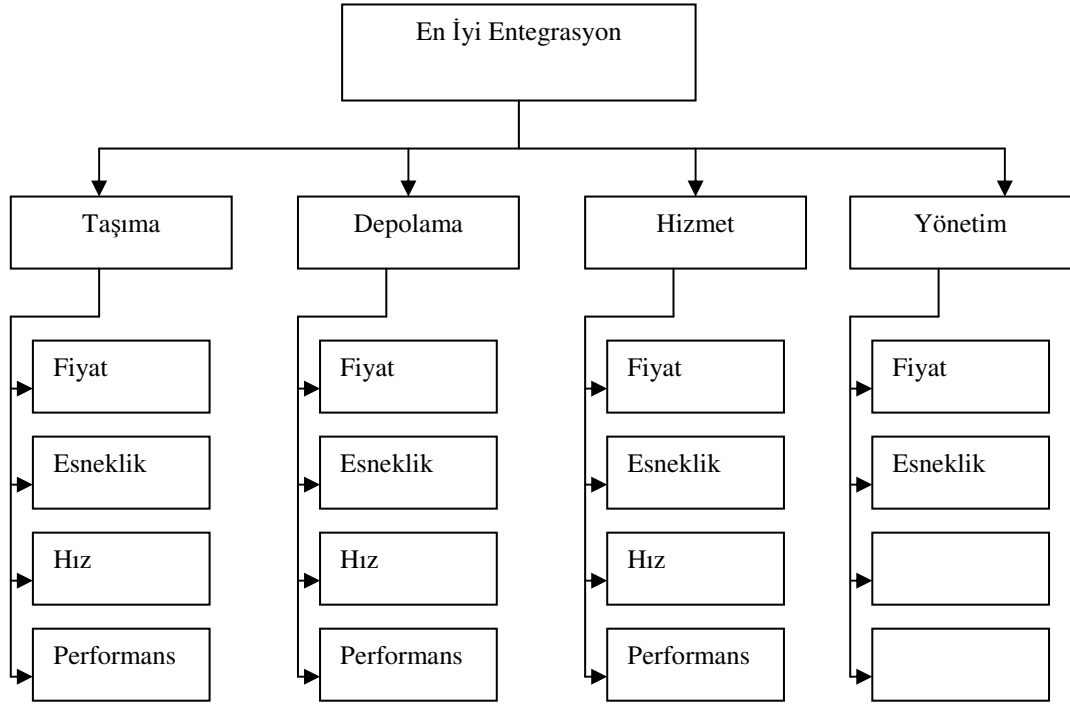 En İyi Entegrasyon
Taşıma
Depolama
Hizmet
Yönetim
Fiyat
Fiyat
Fiyat
Fiyat
Esneklik
Esneklik
Esneklik
Esneklik
Hız
Hız
Hız
Performans
Performans
Performans